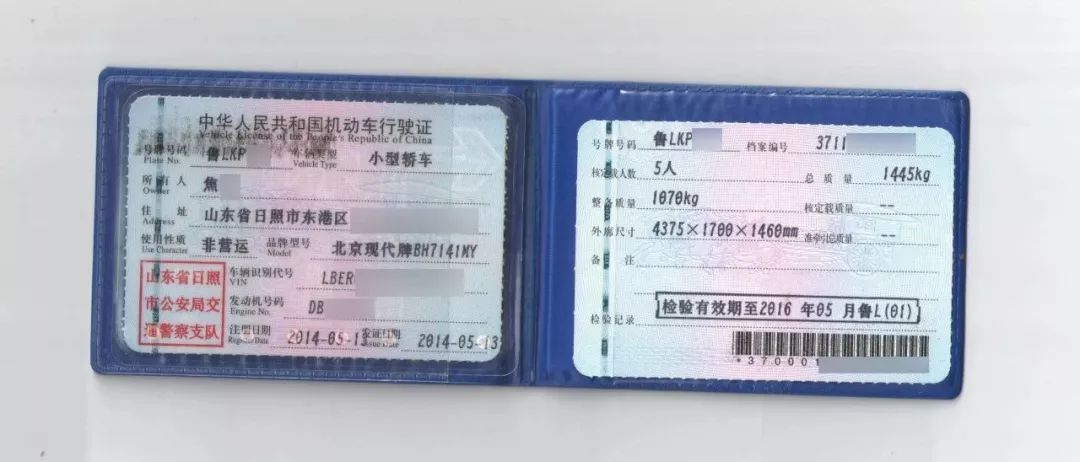 中华人民共和国机动车行驶证
Vehicle License of the People's Republic of China
号牌号码 鲁LKP 车辆类型 小型轿车
Plate No. Vehicle Type
所有人 焦
Owner
住址 山东省日照市东港区
Address
使用性质 非营运 品牌型号 北京现代牌BH7141MY
Use Character Model
山东省日照
市公安局交
通警察支队
车辆识别代号 LBER
VIN
发动机号码 DB
Engine No.
注册日期 2014-05-13 发证日期 2014-05-13
Register Date Issue Date
号牌号码 鲁LKP 档案编号 3711
核定载人数 5人 总质量 1445kg
整备质量 1070kg 核定载质量 --
外廓尺寸 4375×1700×1460mm 准牵引总质量 --
备注
检验记录 检验有效期至2016 年05 月鲁L(01)
*370001